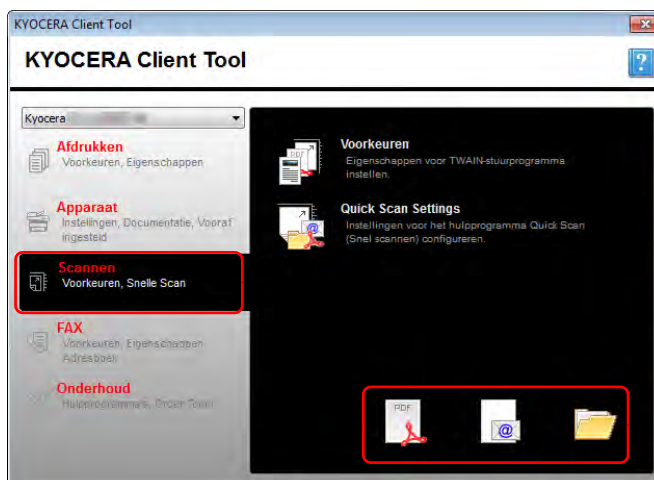 KYOCERA Client Tool
KYOCERA Client Tool
?
Kyocera
Afdrukken
Voorkeuren, Eigenschappen
Apparaat
Instellingen, Documentatie, Vooraf
ingesteld
Scannen
Voorkeuren, Snelle Scan
FAX
Voorkeuren, Eigenschappen
Adresboek
Onderhoud
Hulpprogramma's, Order Toner
Voorkeuren
Eigenschappen voor TWAIN-stuurprogramma
instellen.
Quick Scan Settings
Instellingen voor het hulpprogramma Quick Scan
(Snel scannen) configureren.
PDF
@
PDF
@